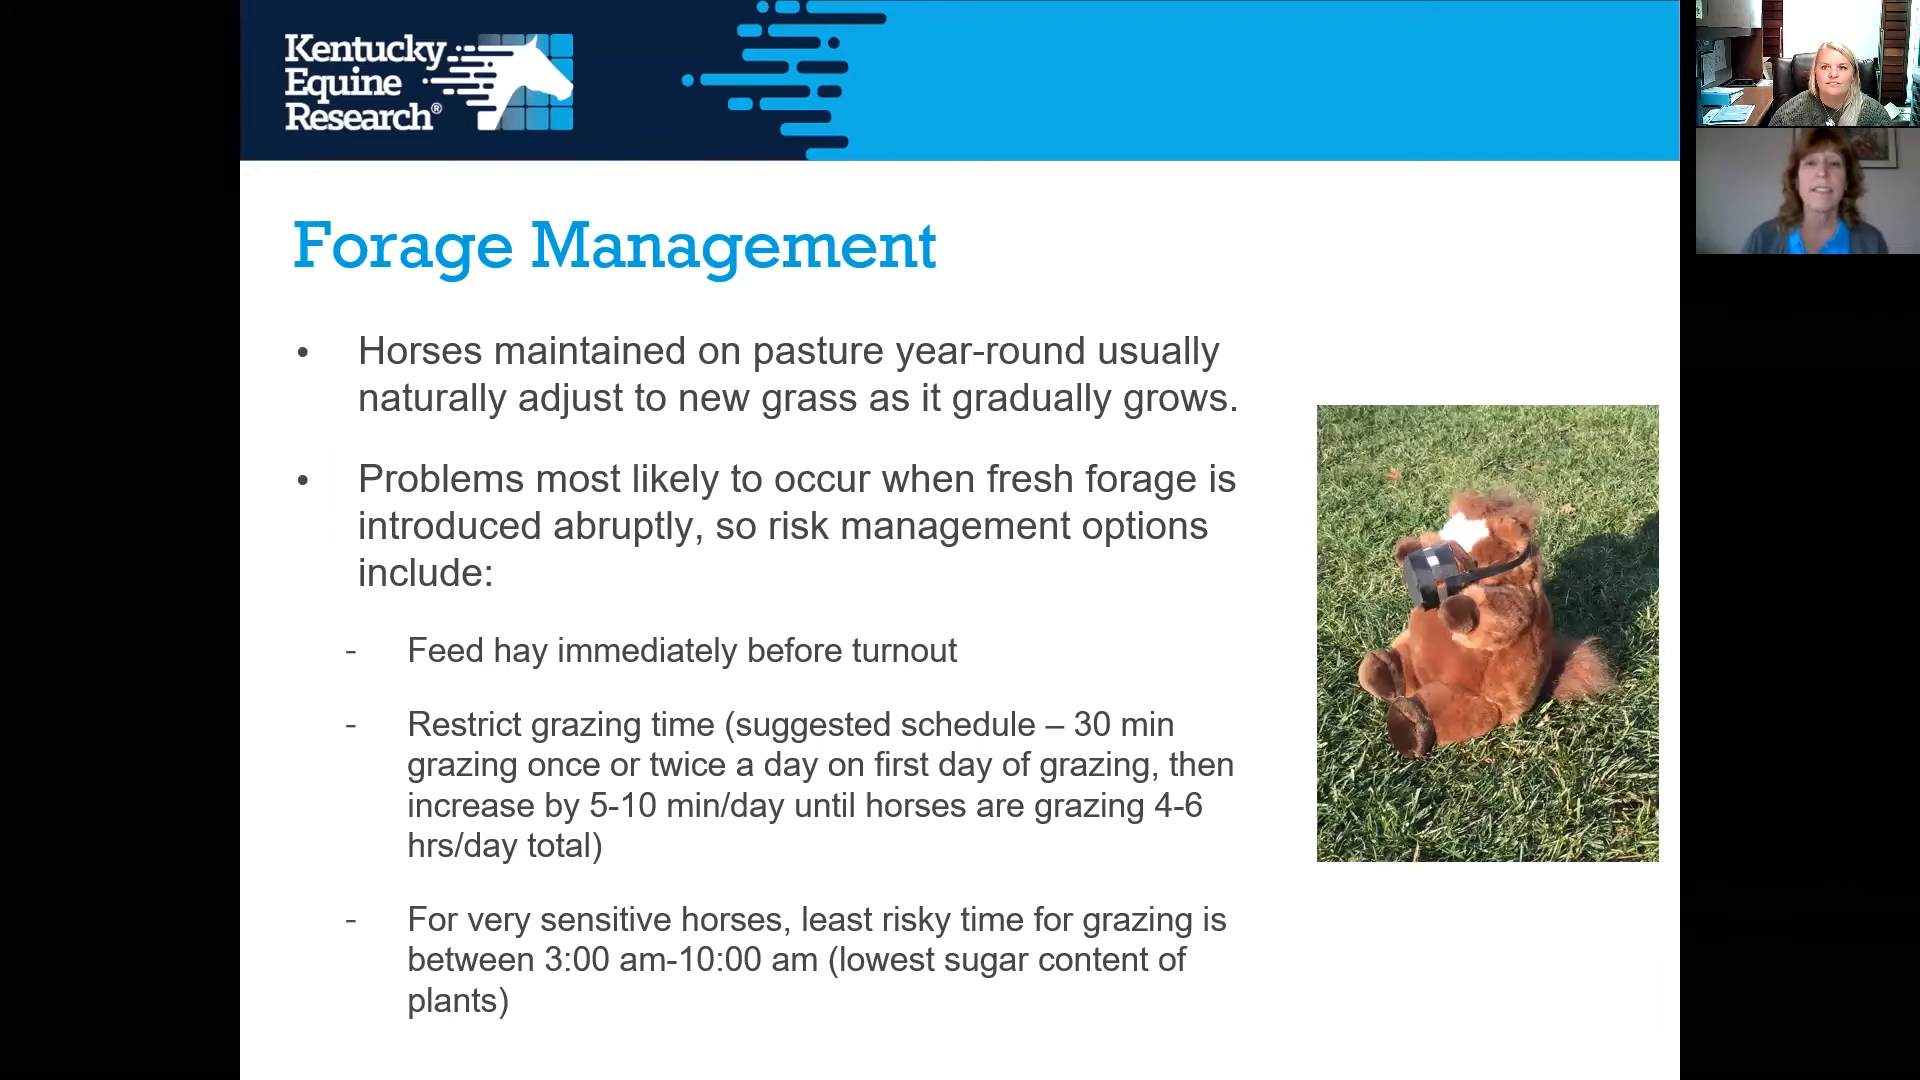 Kentucky
Equine
Research®
Forage Management
• Horses maintained on pasture year-round usually
naturally adjust to new grass as it gradually grows.
• Problems most likely to occur when fresh forage is
introduced abruptly, so risk management options
include:
- Feed hay immediately before turnout
- Restrict grazing time (suggested schedule – 30 min
grazing once or twice a day on first day of grazing, then
increase by 5-10 min/day until horses are grazing 4-6
hrs/day total)
- For very sensitive horses, least risky time for grazing is
between 3:00 am-10:00 am (lowest sugar content of
plants)